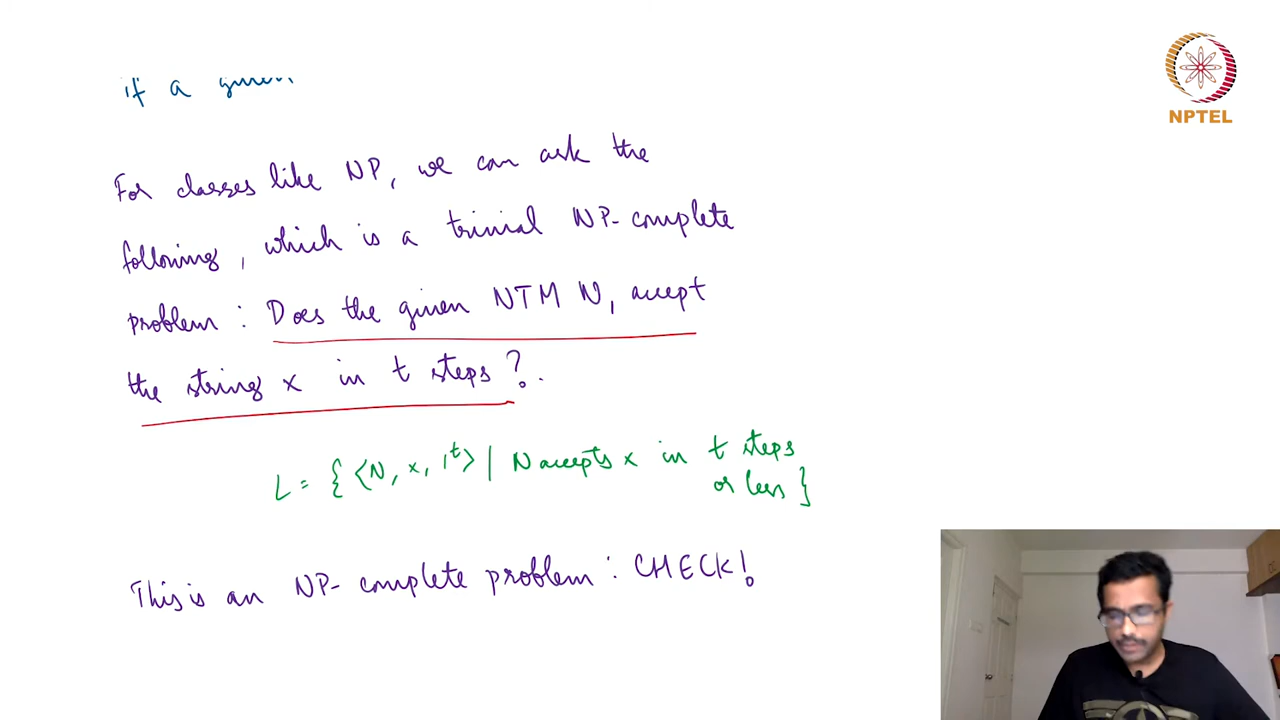 if a given
NPTEL
For classes like NP, we can ask the
following, which is a trivial NP-complete
problem : Does the given NTM N, accept
the string x in t steps ?.
L = { ⟨N, x, 1^t⟩ | N accepts x in t steps
or less }
This is an NP-complete problem : CHECK!